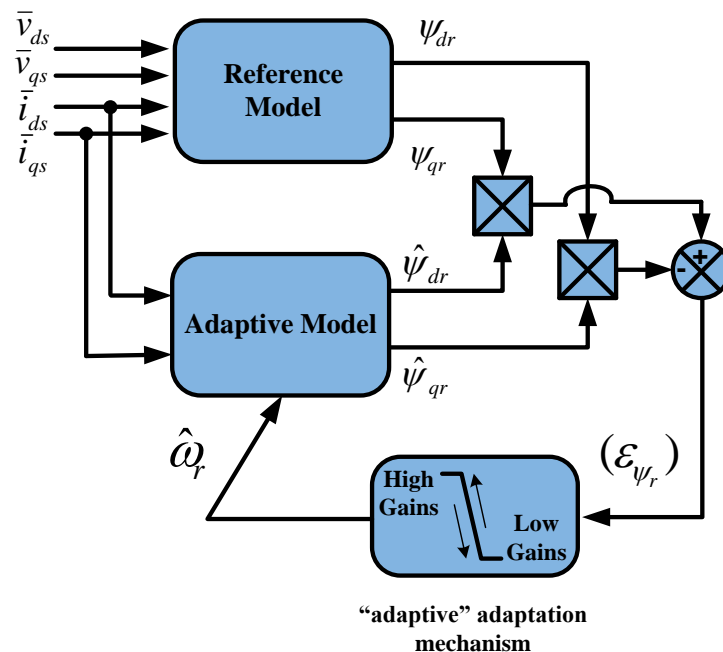 v̄ds
v̄qs
īds
īqs
Reference
Model
ψdr
ψqr
+
-
Adaptive Model
ψ̂dr
ψ̂qr
ω̂r
(εψr)
High
Gains
Low
Gains
“adaptive” adaptation
mechanism